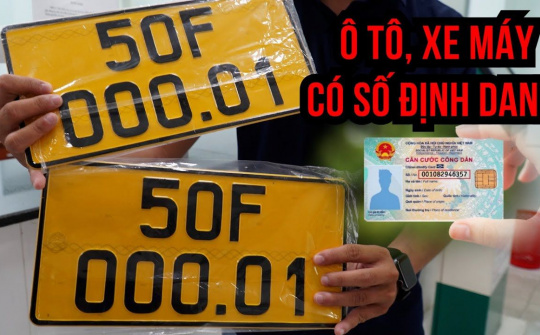 50F
000.01
Ô TÔ, XE MÁY
CÓ SỐ ĐỊNH DAN
CĂN CƯỚC CÔNG DÂN
001082946357
50F
000.01